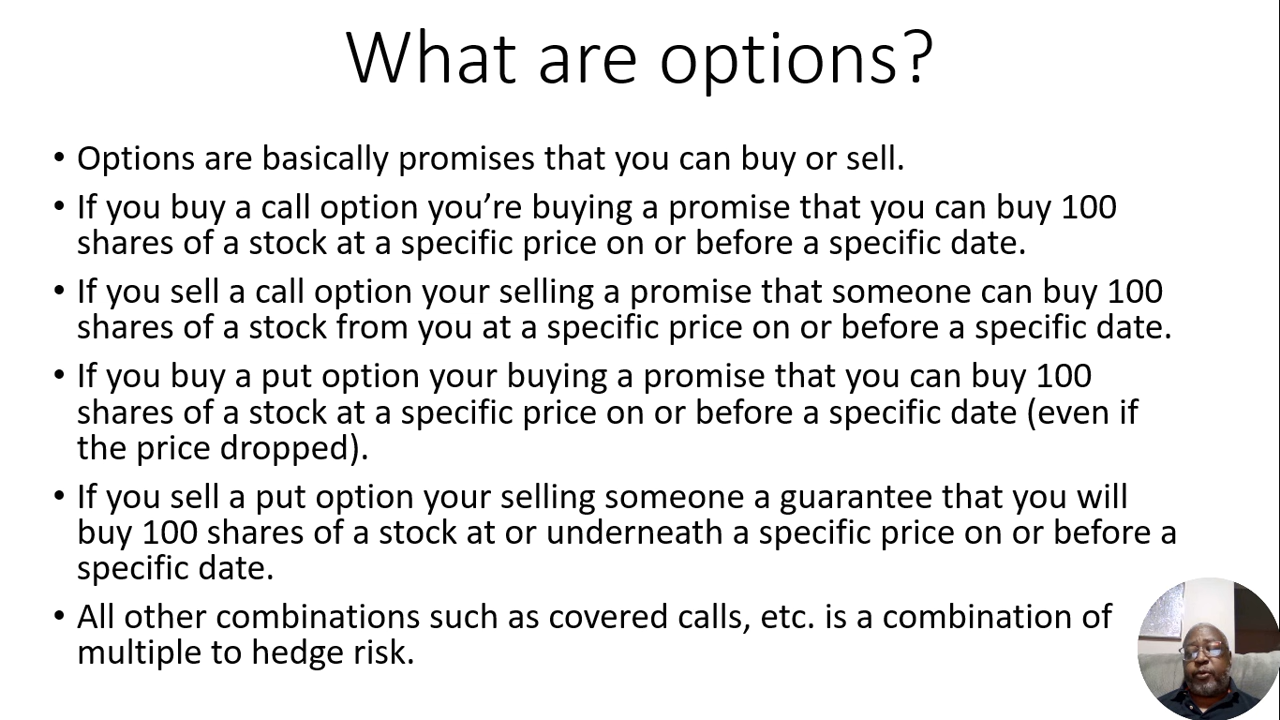 What are options?
• Options are basically promises that you can buy or sell.
• If you buy a call option you’re buying a promise that you can buy 100
shares of a stock at a specific price on or before a specific date.
• If you sell a call option your selling a promise that someone can buy 100
shares of a stock from you at a specific price on or before a specific date.
• If you buy a put option your buying a promise that you can buy 100
shares of a stock at a specific price on or before a specific date (even if
the price dropped).
• If you sell a put option your selling someone a guarantee that you will
buy 100 shares of a stock at or underneath a specific price on or before a
specific date.
• All other combinations such as covered calls, etc. is a combination of
multiple to hedge risk.